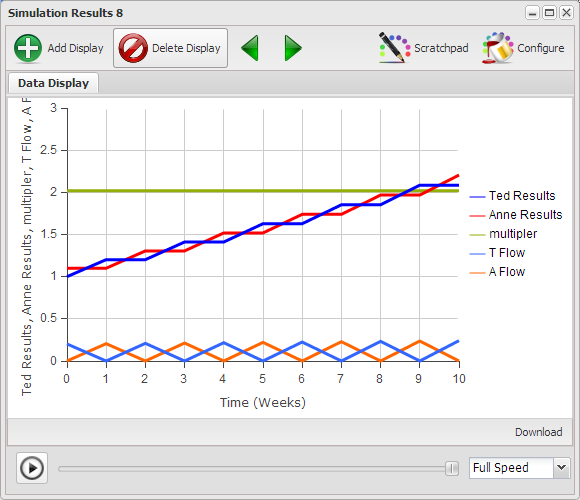 Simulation Results 8
Add Display
Delete Display
Scratchpad
Configure
Data Display
Ted Results, Anne Results, multipler, T Flow, A F
3
2.5
2
1.5
1
0.5
0
0 1 2 3 4 5 6 7 8 9 10
Time (Weeks)
Ted Results
Anne Results
multipler
T Flow
A Flow
Download
Full Speed